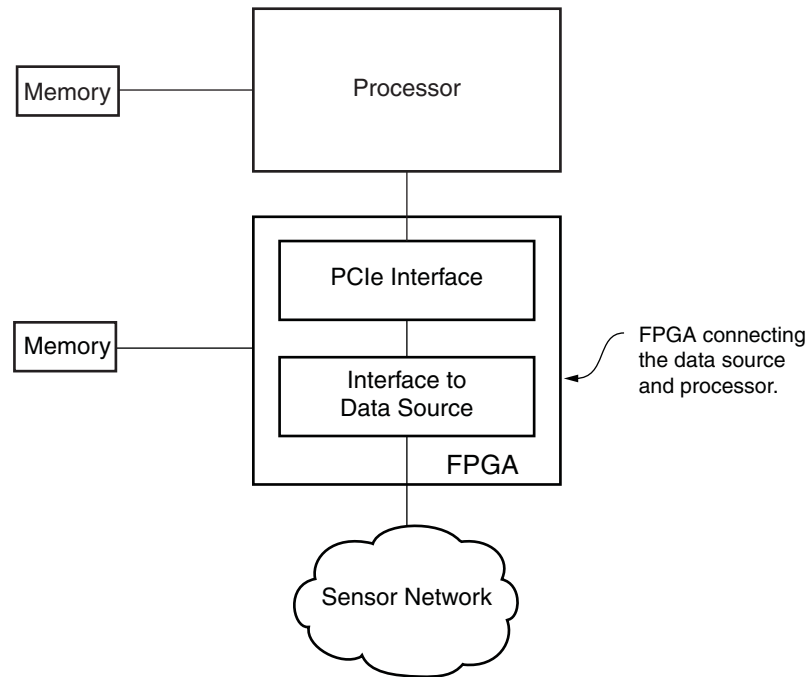 Processor
Memory
PCIe Interface
Memory
Interface to
Data Source
FPGA
FPGA connecting
the data source
and processor.
Sensor Network